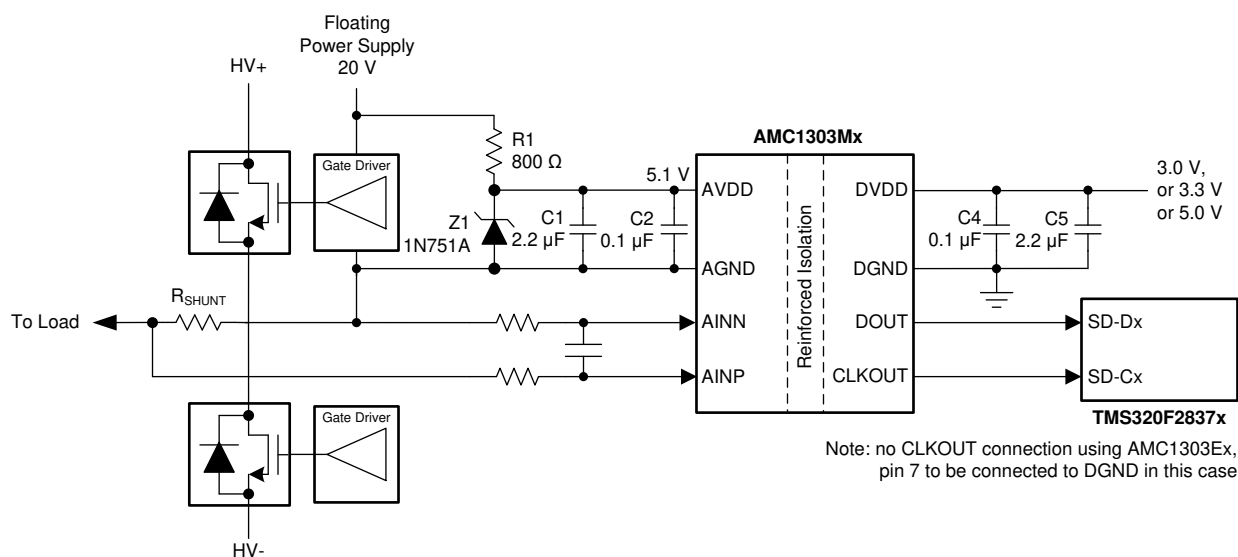 Floating
Power Supply
20 V
HV+
R1
800 Ω
AMC1303Mx
Gate Driver
5.1 V
AVDD
DVDD
3.0 V,
or 3.3 V
or 5.0 V
Z1
1N751A
C1
2.2 µF
C2
0.1 µF
C4
0.1 µF
C5
2.2 µF
AGND
DGND
Reinforced Isolation
RSHUNT
To Load
AINN
DOUT
SD-Dx
AINP
CLKOUT
SD-Cx
TMS320F2837x
Gate Driver
Note: no CLKOUT connection using AMC1303Ex,
pin 7 to be connected to DGND in this case
HV-